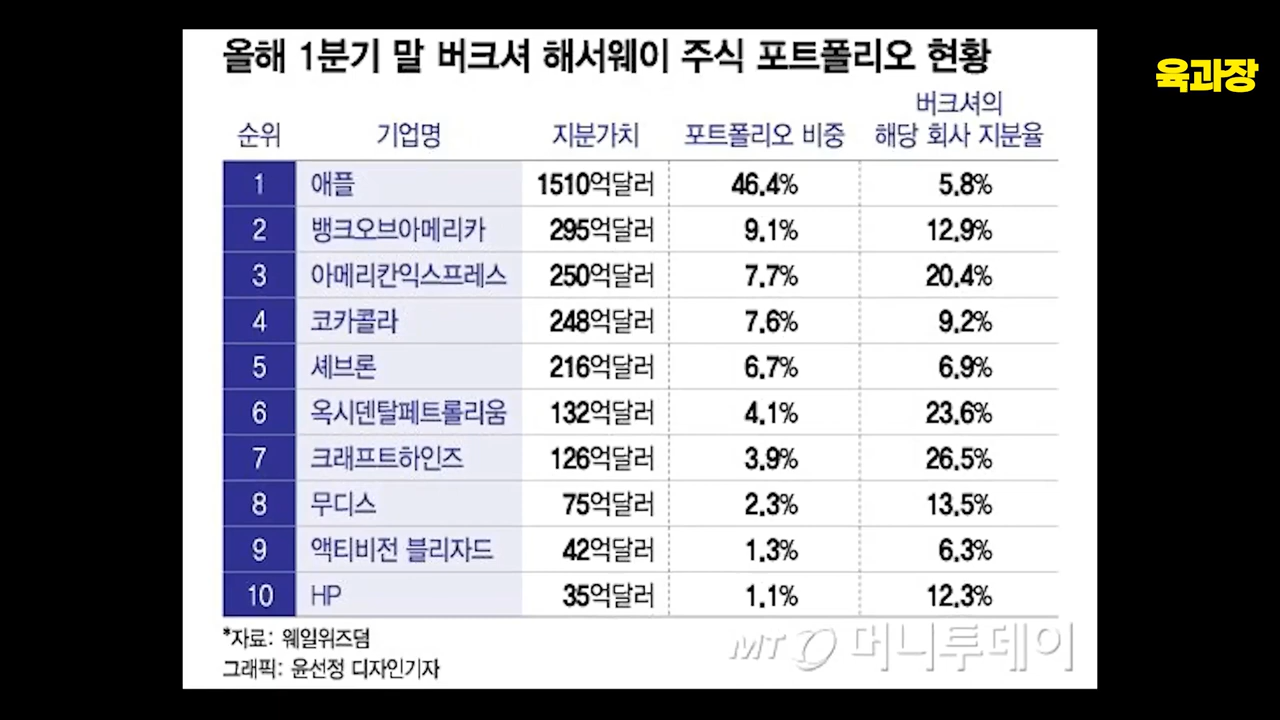 올해 1분기 말 버크셔 해서웨이 주식 포트폴리오 현황
육과장
순위 기업명 지분가치 포트폴리오 비중 버크셔의 해당 회사 지분율
1 애플 1510억달러 46.4% 5.8%
2 뱅크오브아메리카 295억달러 9.1% 12.9%
3 아메리칸익스프레스 250억달러 7.7% 20.4%
4 코카콜라 248억달러 7.6% 9.2%
5 셰브론 216억달러 6.7% 6.9%
6 옥시덴탈페트롤리움 132억달러 4.1% 23.6%
7 크래프트하인즈 126억달러 3.9% 26.5%
8 무디스 75억달러 2.3% 13.5%
9 액티비전 블리자드 42억달러 1.3% 6.3%
10 HP 35억달러 1.1% 12.3%
*자료: 웨일위즈덤
그래픽: 윤선정 디자인기자
MT 머니투데이